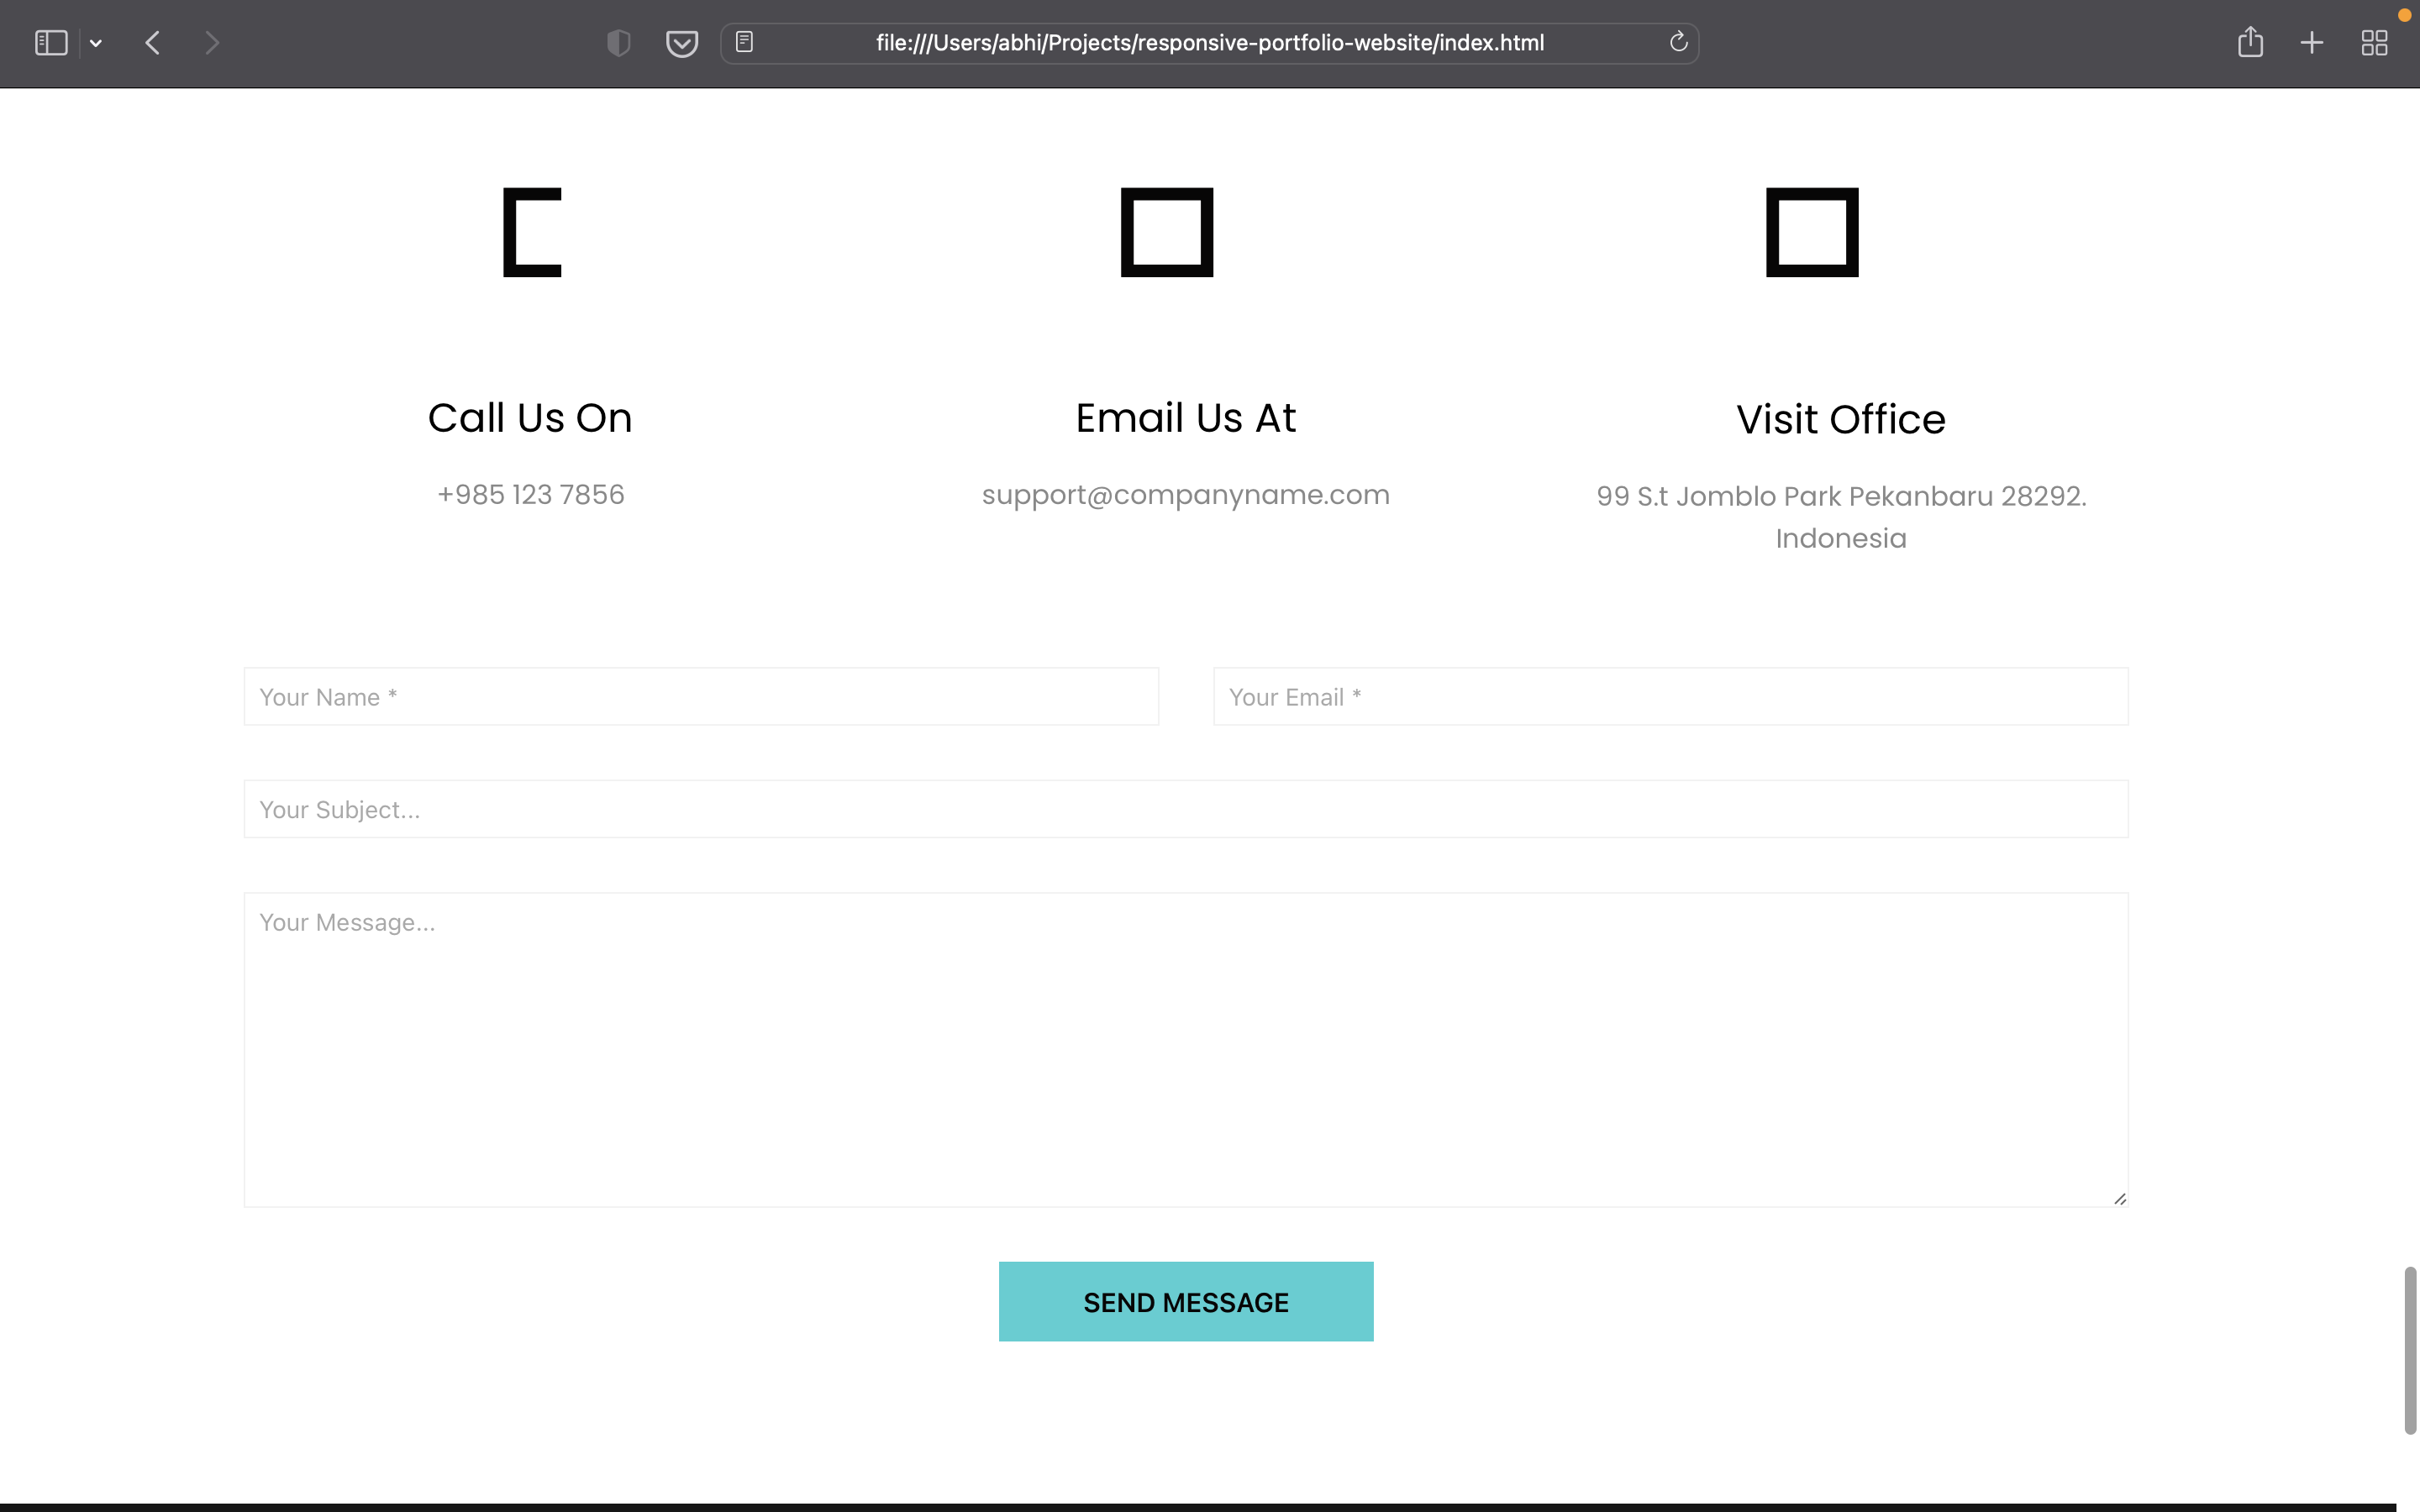 file:///Users/abhi/Projects/responsive-portfolio-website/index.html
Call Us On
Email Us At
Visit Office
+985 123 7856
support@companyname.com
99 S.t Jomblo Park Pekanbaru 28292.
Indonesia
Your Name *
Your Email *
Your Subject...
Your Message...
SEND MESSAGE